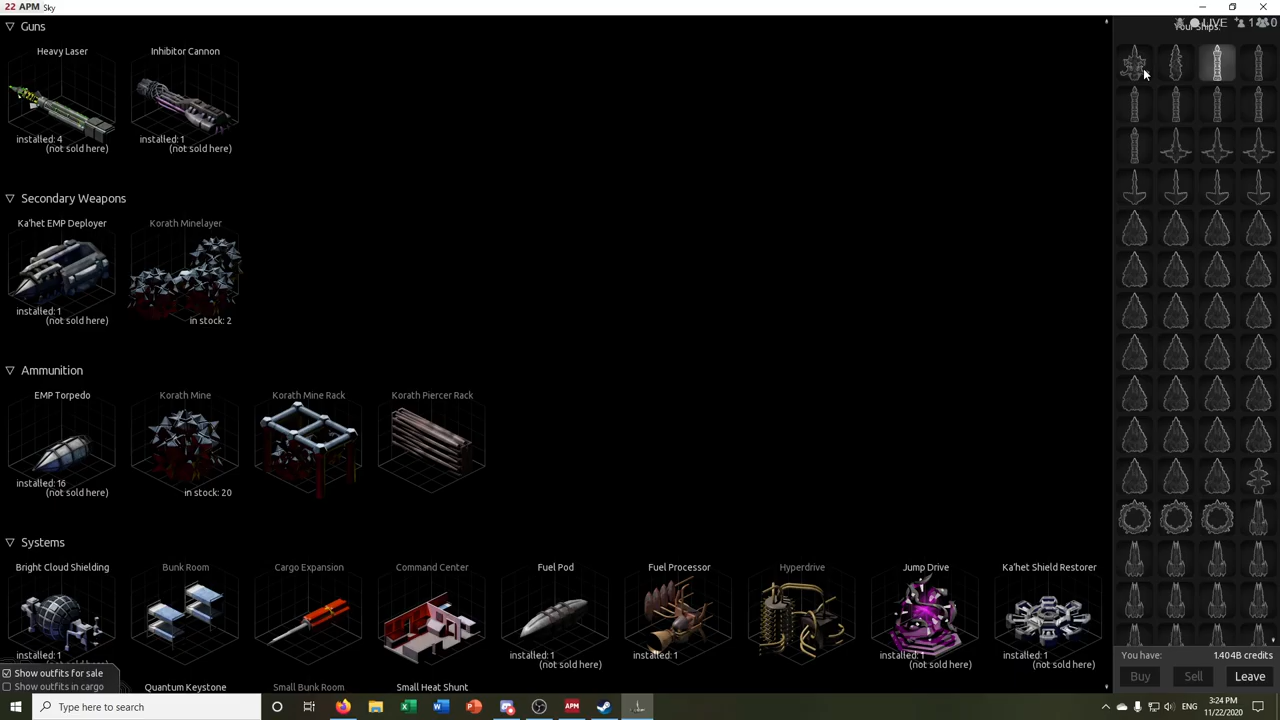 22 APM Sky
Guns
LIVE
Your Ships:
Heavy Laser
Inhibitor Cannon
installed: 4
(not sold here)
installed: 1
(not sold here)
Secondary Weapons
Ka'het EMP Deployer
Korath Minelayer
installed: 1
(not sold here)
in stock: 2
Ammunition
EMP Torpedo
Korath Mine
Korath Mine Rack
Korath Piercer Rack
installed: 16
(not sold here)
in stock: 20
Systems
Bright Cloud Shielding
Bunk Room
Cargo Expansion
Command Center
Fuel Pod
Fuel Processor
Hyperdrive
Jump Drive
Ka'het Shield Restorer
installed: 1
installed: 1
(not sold here)
installed: 1
installed: 1
(not sold here)
installed: 1
(not sold here)
You have:
1.404B credits
Show outfits for sale
Show outfits in cargo
Quantum Keystone
Small Bunk Room
Small Heat Shunt
Buy
Sell
Leave
Type here to search
APM
ENG
3:24 PM
11/22/2020